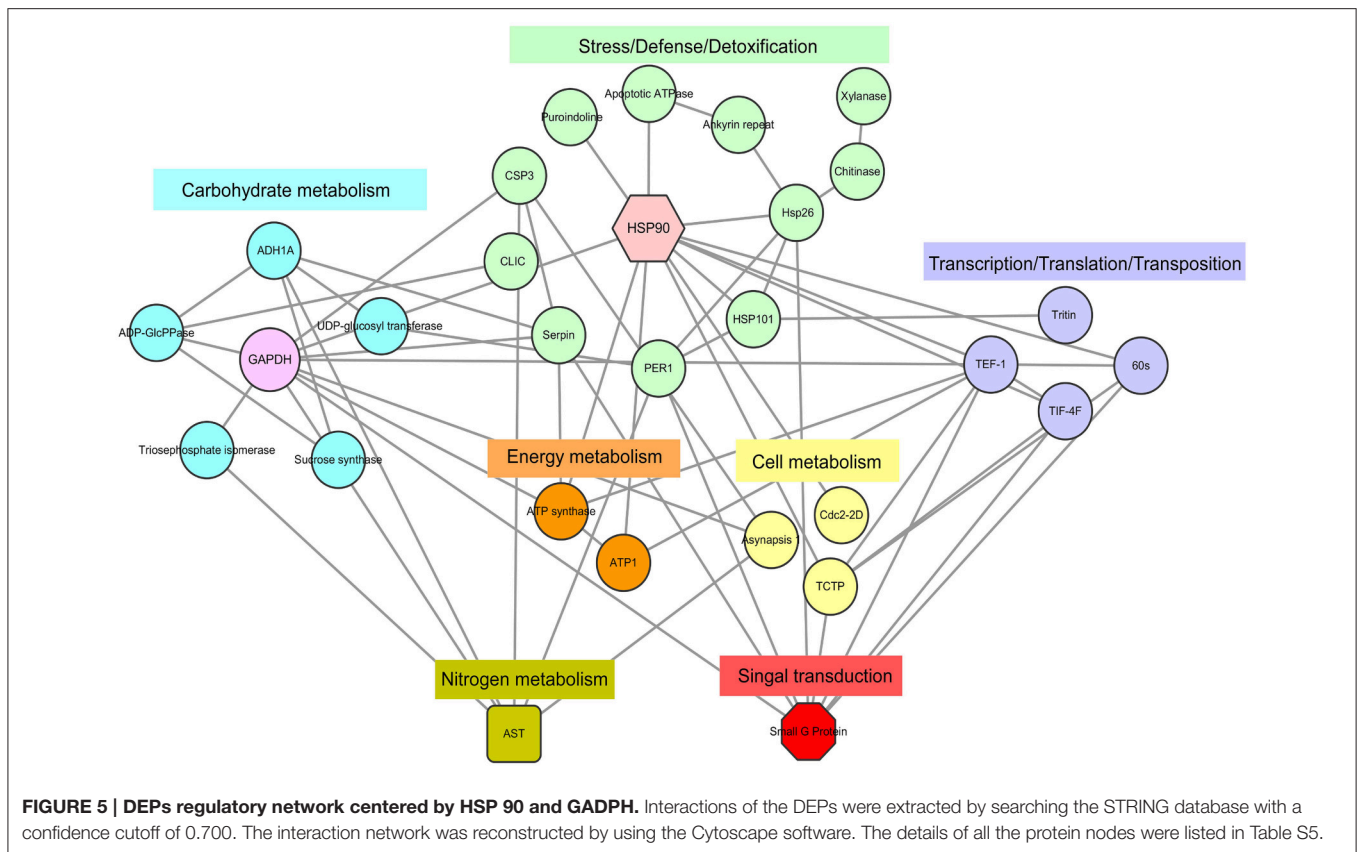 Stress/Defense/Detoxification
Apoptotic ATPase
Xylanase
Puroindoline
Ankyrin repeat
Chitinase
CSP3
Carbohydrate metabolism
Hsp26
HSP90
ADH1A
CLIC
Transcription/Translation/Transposition
Tritin
HSP101
ADP-GlcPPase
UDP-glucosyl transferase
Serpin
GAPDH
PER1
TEF-1
60s
TIF-4F
Triosephosphate isomerase
Sucrose synthase
Energy metabolism
Cell metabolism
ATP synthase
Cdc2-2D
Asynapsis 1
ATP1
TCTP
Nitrogen metabolism
Singal transduction
AST
Small G Protein
FIGURE 5 | DEPs regulatory network centered by HSP 90 and GADPH. Interactions of the DEPs were extracted by searching the STRING database with a
confidence cutoff of 0.700. The interaction network was reconstructed by using the Cytoscape software. The details of all the protein nodes were listed in Table S5.